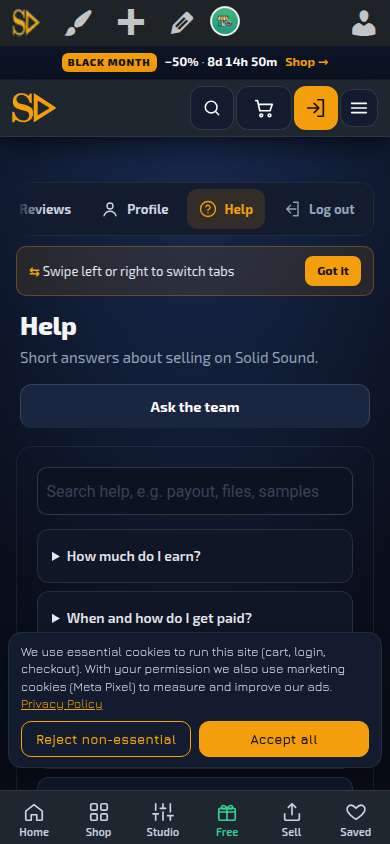 BLACK MONTH −50% · 8d 14h 50m Shop →
Reviews Profile Help Log out
⇆ Swipe left or right to switch tabs Got it
Help
Short answers about selling on Solid Sound.
Ask the team
Search help, e.g. payout, files, samples
▶ How much do I earn?
▶ When and how do I get paid?
We use essential cookies to run this site (cart, login,
checkout). With your permission we also use marketing
cookies (Meta Pixel) to measure and improve our ads.
Privacy Policy
Reject non-essential Accept all
Home Shop Studio Free Sell Saved